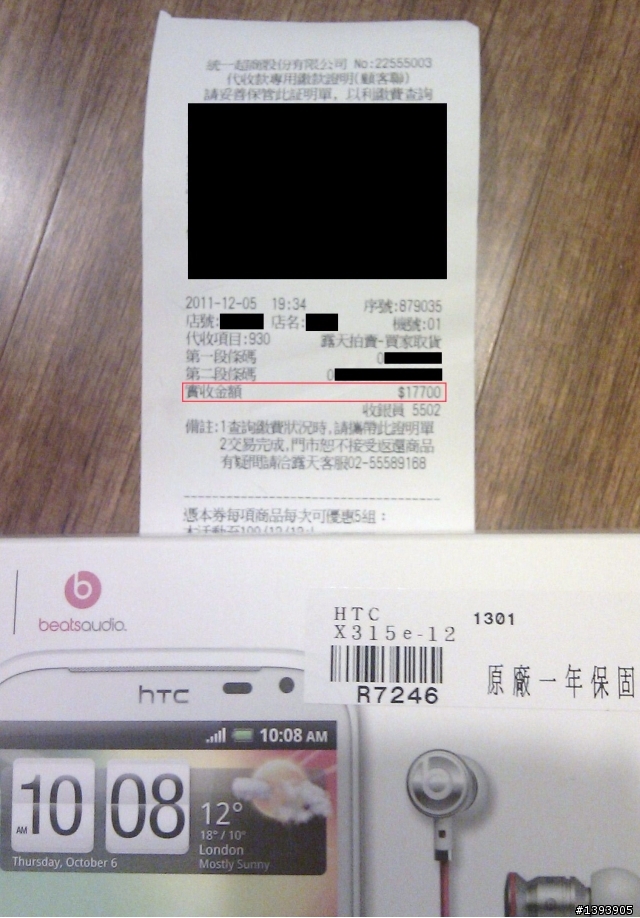 統一超商股份有限公司 No:22555003
代收款專用繳款證明(顧客聯)
請妥善保管此証明單, 以利繳費查詢
2011-12-05 19:34 序號:879035
店號: 店名: 機號:01
代收項目:930 露天拍賣-買家取貨
第一段條碼 0
第二段條碼 0
實收金額 $17700
收銀員 5502
備註:1查詢繳費狀況時,請攜帶此證明單
2交易完成,門市恕不接受返還商品
有疑問請洽露天客服02-55589168
憑本券每項商品每次可優惠5組:
beatsaudio.
HTC
X315e-12
1301
R7246
原廠一年保固
hTC
10:08 AM
AM 10 08
12°
18° / 10°
London
Mostly Sunny
Thursday, October 6
#1393905